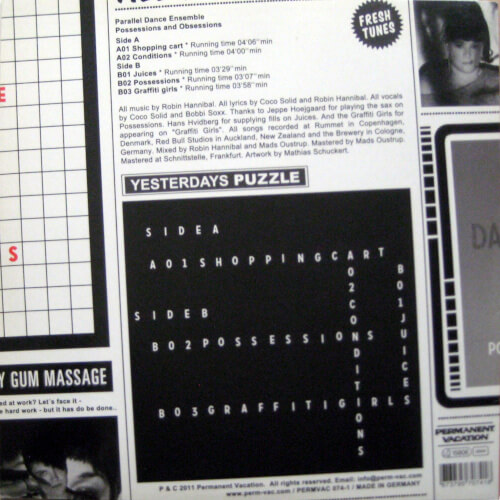 Parallel Dance Ensemble
Possessions and Obsessions
Side A
A01 Shopping cart * Running time 04'06" min
A02 Conditions * Running time 04'00" min
Side B
B01 Juices * Running time 03'29" min
B02 Possessions * Running time 03'07" min
B03 Graffiti girls * Running time 03'58" min
FRESH
TUNES
All music by Robin Hannibal. All lyrics by Coco Solid and Robin Hannibal. All vocals
by Coco Solid and Bobbi Soxx. Thanks to Jeppe Hoejgaard for playing the sax on
Possessions. Hans Hvidberg for supplying fills on Juices. And the Graffiti Girls for
appearing on "Graffiti Girls". All songs recorded at Rummet in Copenhagen,
Denmark, Red Bull Studios in Auckland, New Zealand and the Brewery in Cologne,
Germany. Mixed by Robin Hannibal and Mads Oustrup. Mastered by Mads Oustrup.
Mastered at Schnittstelle, Frankfurt. Artwork by Mathias Schuckert.
YESTERDAYS PUZZLE
SIDEA
A01SHOPPINGCART
A02CONDITIONS
B01JUICES
SIDEB
B02POSSESSIONS
B03GRAFFITIGIRLS
E
S
Y GUM MASSAGE
ed at work? Let's face it -
e hard work - but it has do be done..
DA
PO
PERMANENT
VACATION
P & C 2011 Permanent Vacation. All rights reserved. Email: info@perm-vac.com
www.perm-vac.com / PERMVAC 074-1 / MADE IN GERMANY